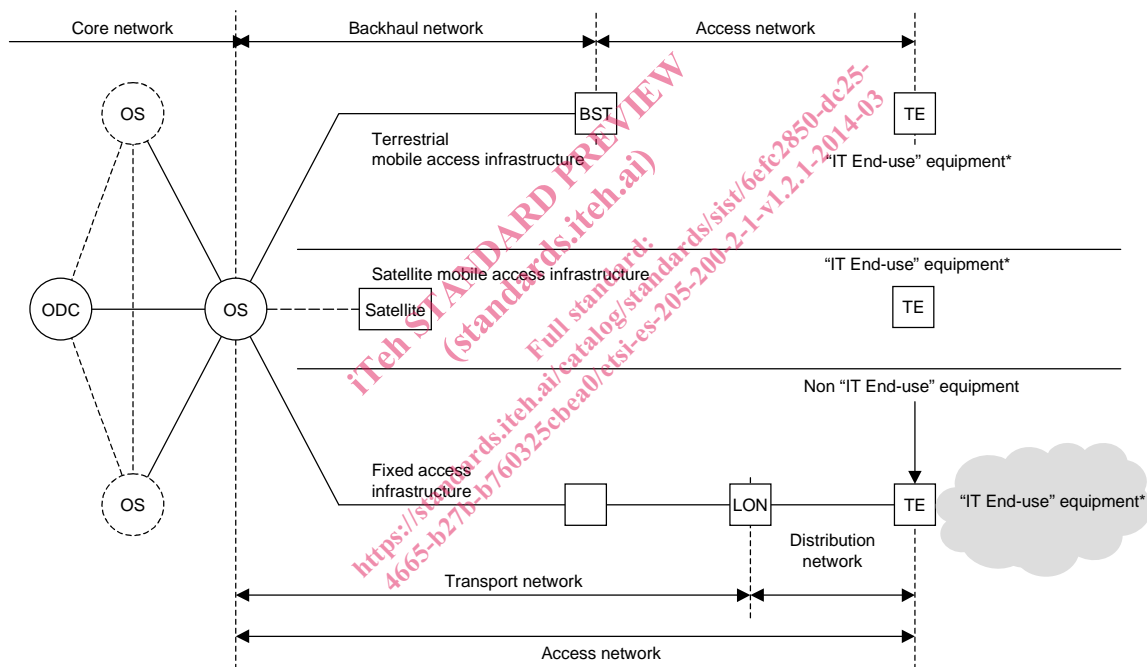 Core network
Backhaul network
Access network
OS
BST
TE
Terrestrial
mobile access infrastructure
“IT End-use” equipment*
Satellite mobile access infrastructure
“IT End-use” equipment*
ODC
OS
Satellite
TE
Non “IT End-use” equipment
Fixed access
infrastructure
OS
LON
TE
“IT End-use” equipment*
Distribution
network
Transport network
Access network
iTeh STANDARD PREVIEW
(standards.iteh.ai)
Full standard:
https://standards.iteh.ai/catalog/standards/sist/6efc2850-dc25-
4665-b27b-b760325cbea0/etsi-es-205-200-2-1-v1.2.1-2014-03